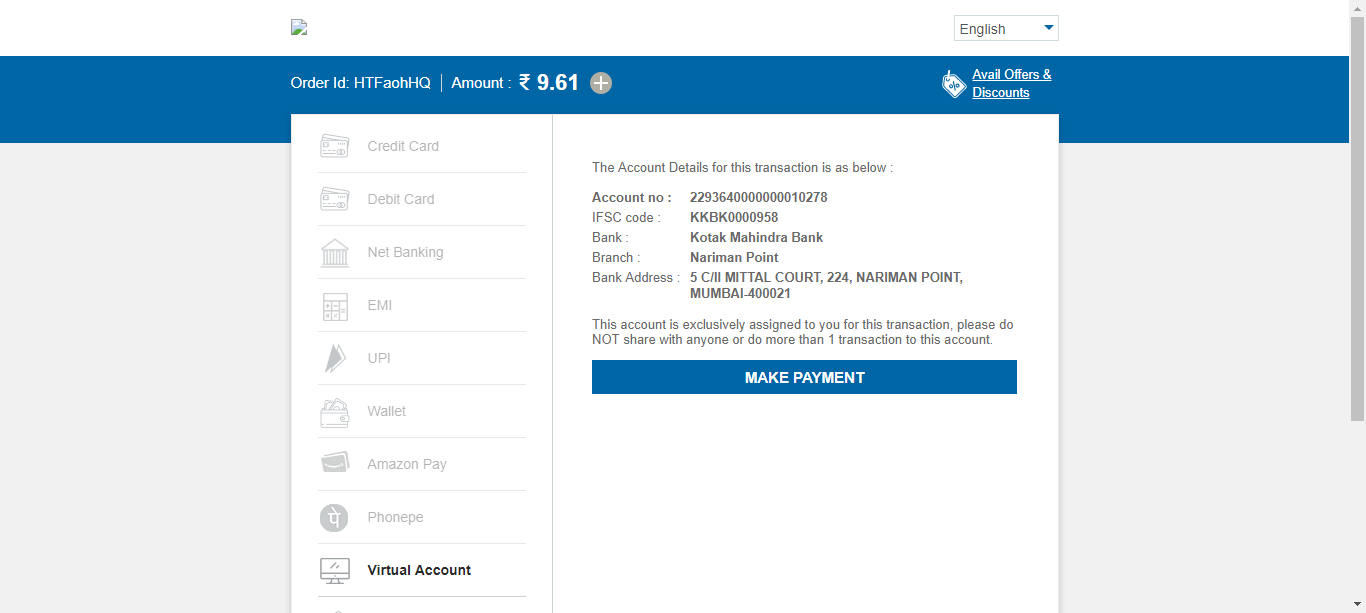 English
Order Id: HTFaohHQ | Amount : ₹ 9.61
Avail Offers &
Discounts
Credit Card
Debit Card
Net Banking
EMI
UPI
Wallet
Amazon Pay
Phonepe
Virtual Account
The Account Details for this transaction is as below :
Account no : 2293640000000010278
IFSC code : KKBK0000958
Bank : Kotak Mahindra Bank
Branch : Nariman Point
Bank Address : 5 C/II MITTAL COURT, 224, NARIMAN POINT,
MUMBAI-400021
This account is exclusively assigned to you for this transaction, please do
NOT share with anyone or do more than 1 transaction to this account.
MAKE PAYMENT